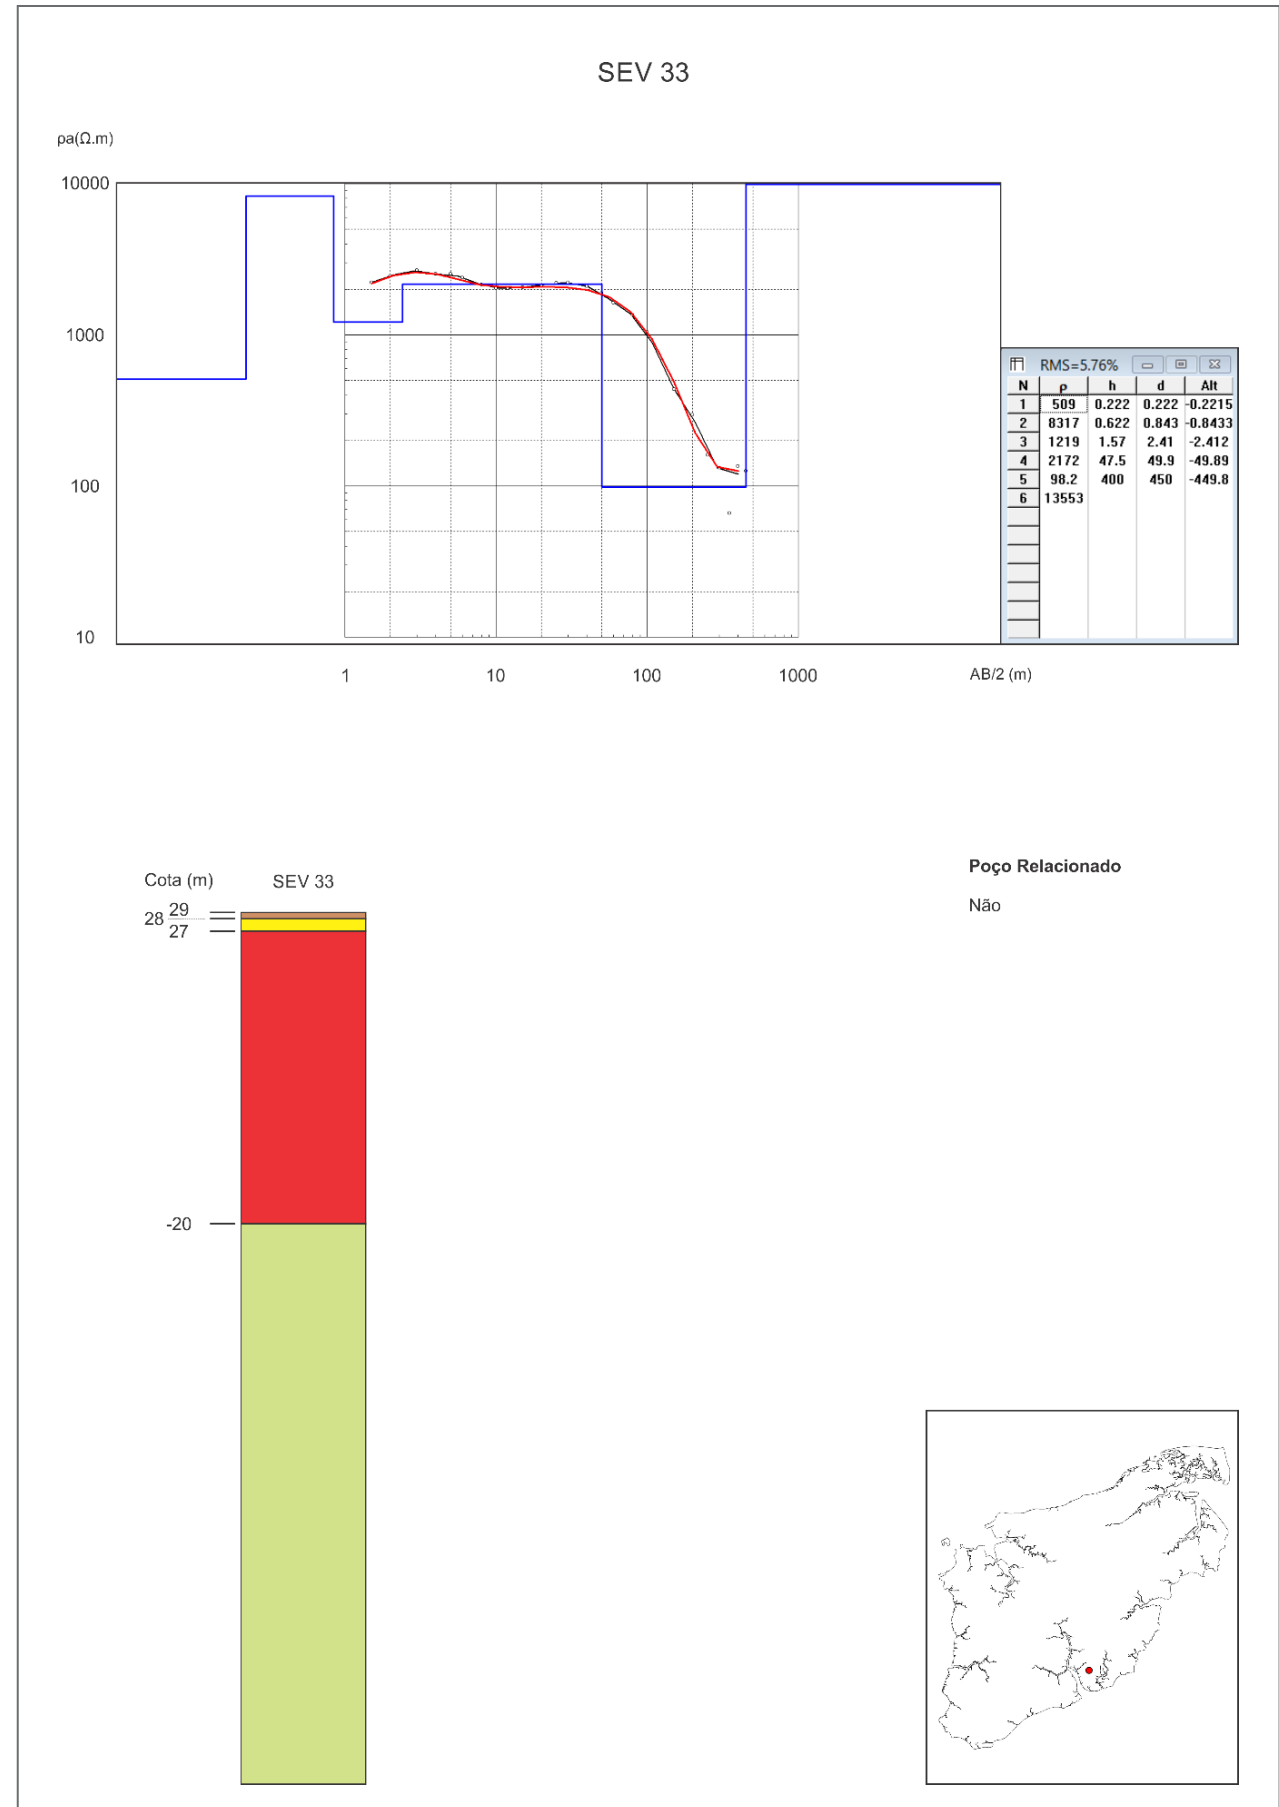 SEV 33
ρa(Ω.m)
10000
1000
100
10
1 10 100 1000 AB/2 (m)
RMS=5.76%
N ρ h d Alt
1 509 0.222 0.222 -0.2215
2 8317 0.622 0.843 -0.8433
3 1219 1.57 2.41 -2.412
4 2172 47.5 49.9 -49.89
5 98.2 400 450 -449.8
6 13553
Poço Relacionado
Não
Cota (m) SEV 33
29
28
27
-20